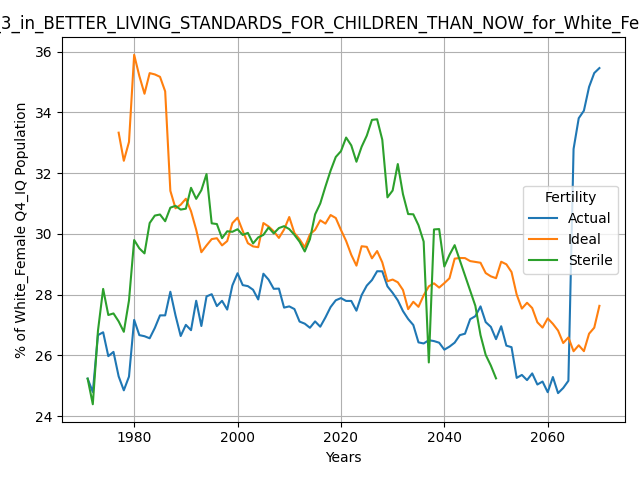 _3_in_BETTER_LIVING_STANDARDS_FOR_CHILDREN_THAN_NOW_for_White_Fe
% of White_Female Q4_IQ Population
36
34
32
30
28
26
24
Fertility
Actual
Ideal
Sterile
1980 2000 2020 2040 2060
Years